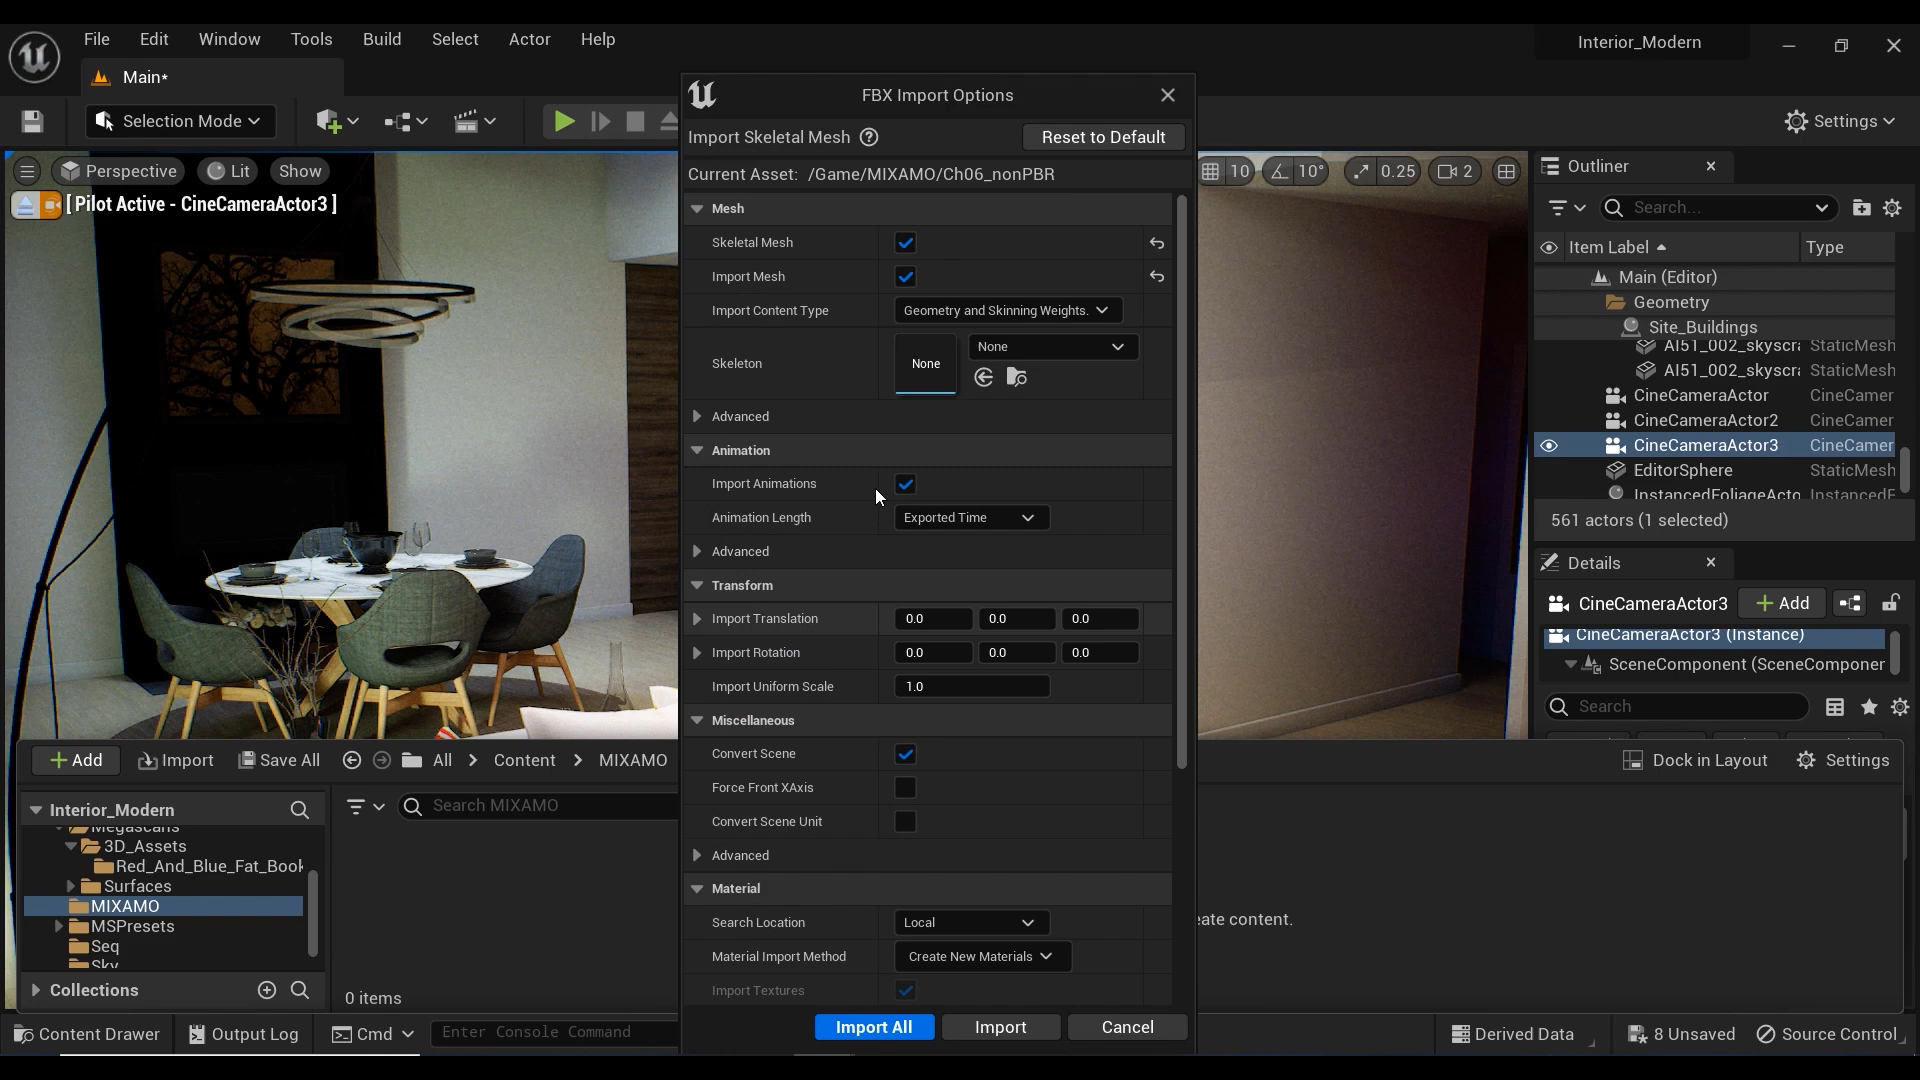 File Edit Window Tools Build Select Actor Help
Interior_Modern
Main*
Selection Mode
Settings
Perspective Lit Show
[ Pilot Active - CineCameraActor3 ]
10 10° 0.25 2
FBX Import Options
Import Skeletal Mesh
Reset to Default
Current Asset: /Game/MIXAMO/Ch06_nonPBR
Mesh
Skeletal Mesh
Import Mesh
Import Content Type Geometry and Skinning Weights.
Skeleton None None
Advanced
Animation
Import Animations
Animation Length Exported Time
Advanced
Transform
Import Translation 0.0 0.0 0.0
Import Rotation 0.0 0.0 0.0
Import Uniform Scale 1.0
Miscellaneous
Convert Scene
Force Front XAxis
Convert Scene Unit
Advanced
Material
Search Location Local
Material Import Method Create New Materials
Import Textures
Import All Import Cancel
Outliner
Search...
Item Label Type
Main (Editor)
Geometry
Site_Buildings
AI51_002_skyscra StaticMesh
AI51_002_skyscra StaticMesh
CineCameraActor CineCamer
CineCameraActor2 CineCamer
CineCameraActor3 CineCamer
EditorSphere StaticMesh
InstancedFoliageActo InstancedF
561 actors (1 selected)
Details
CineCameraActor3 Add
CineCameraActor3 (Instance)
SceneComponent (SceneComponer
Search
Add Import Save All All Content MIXAMO
Dock in Layout Settings
Interior_Modern
Search MIXAMO
Megascans
3D_Assets
Red_And_Blue_Fat_Book
Surfaces
MIXAMO
MSPresets
Seq
Sky
Collections
0 items
eate content.
Content Drawer Output Log Cmd Enter Console Command
Derived Data 8 Unsaved Source Control